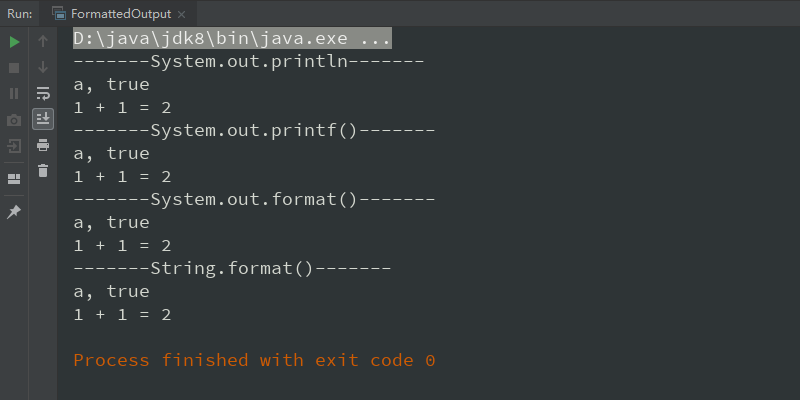 Run: FormattedOutput ×
D:\java\jdk8\bin\java.exe ...
-------System.out.println-------
a, true
1 + 1 = 2
-------System.out.printf()-------
a, true
1 + 1 = 2
-------System.out.format()-------
a, true
1 + 1 = 2
-------String.format()-------
a, true
1 + 1 = 2
Process finished with exit code 0